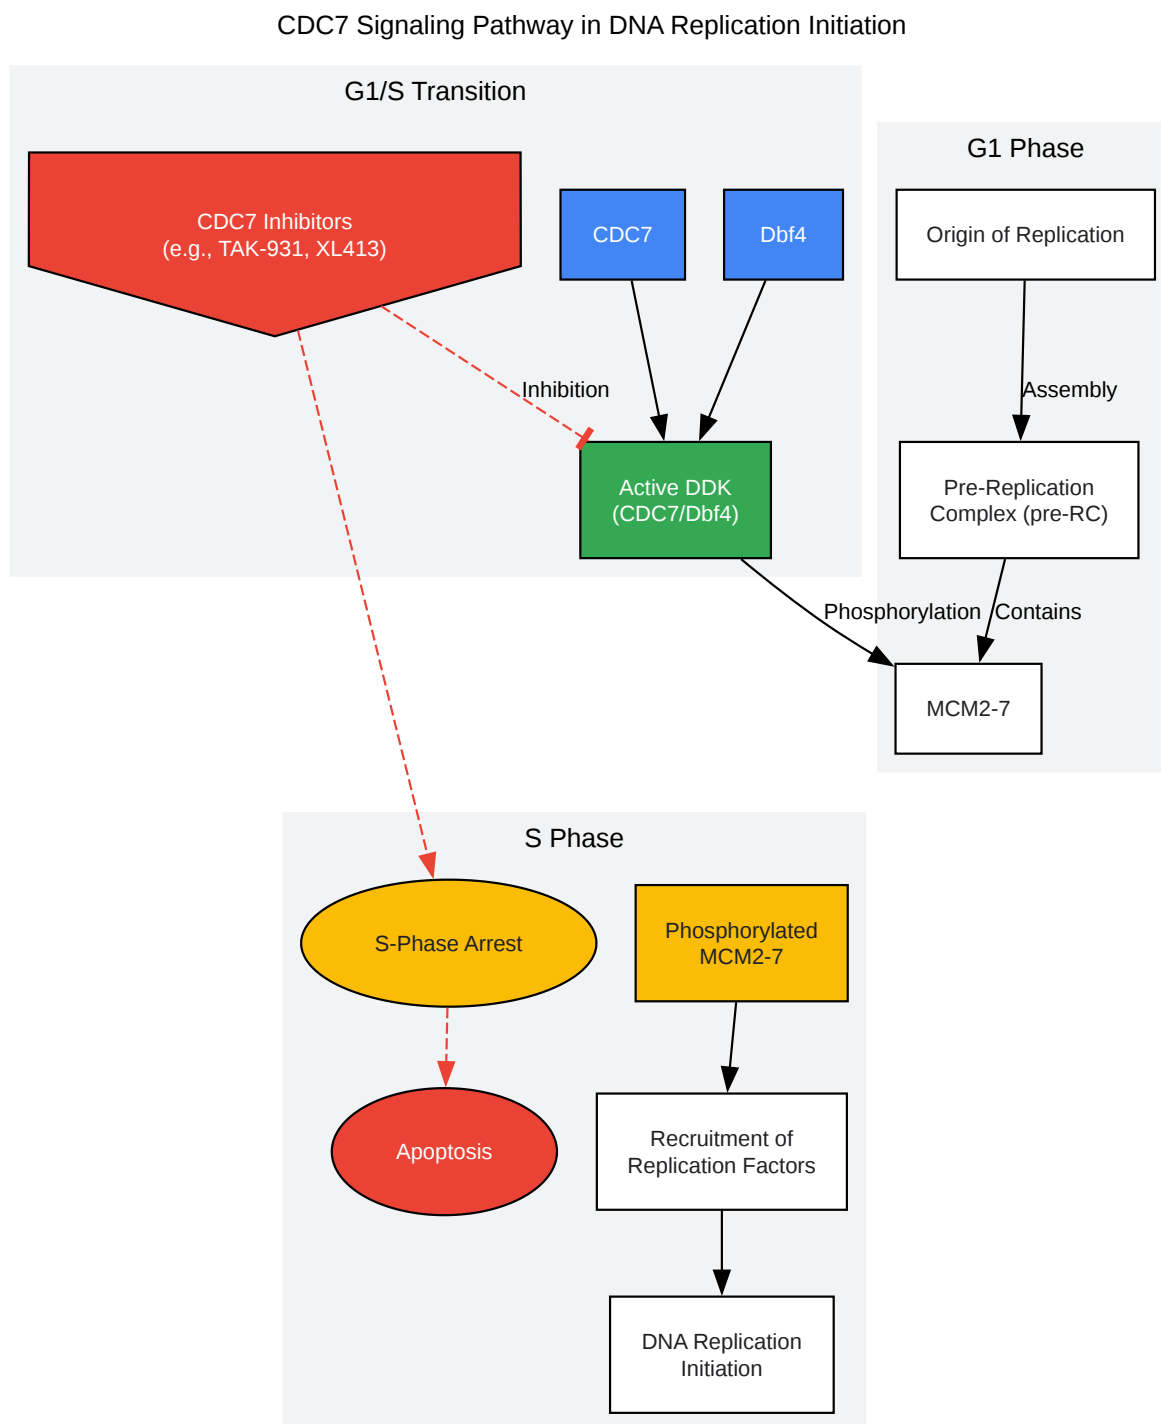 CDC7 Signaling Pathway in DNA Replication Initiation
G1/S Transition
CDC7 Inhibitors
(e.g., TAK-931, XL413)
CDC7
Dbf4
Inhibition
Active DDK
(CDC7/Dbf4)
G1 Phase
Origin of Replication
Assembly
Pre-Replication
Complex (pre-RC)
Phosphorylation
Contains
MCM2-7
S Phase
S-Phase Arrest
Phosphorylated
MCM2-7
Apoptosis
Recruitment of
Replication Factors
DNA Replication
Initiation